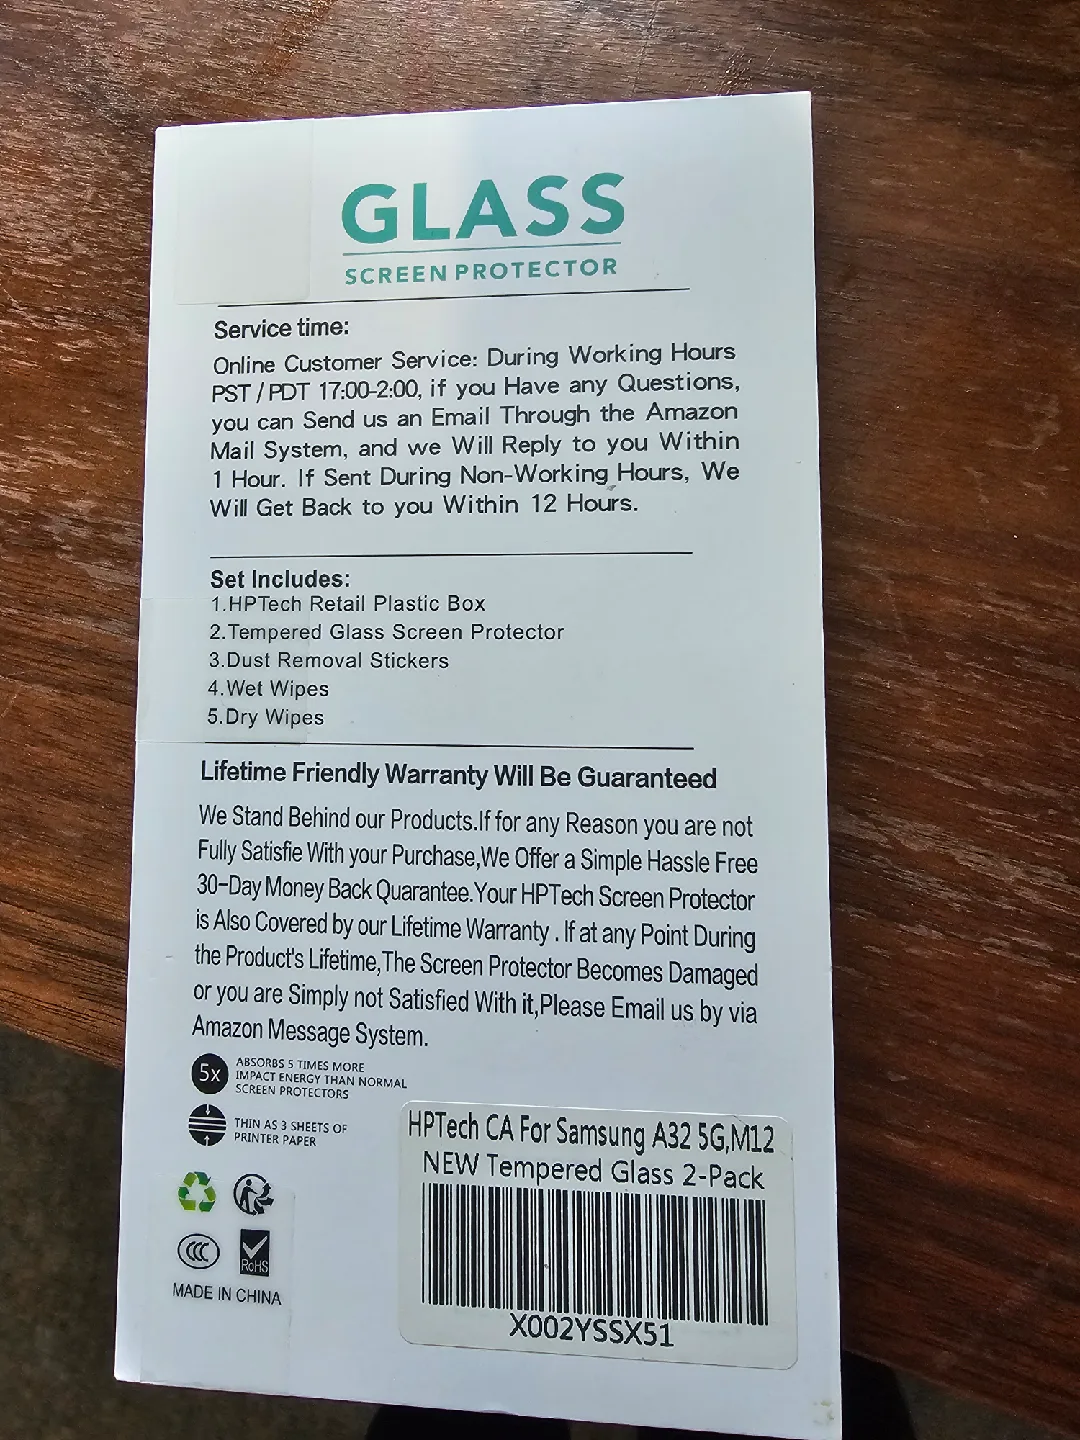 GLASS
SCREEN PROTECTOR
Service time:
Online Customer Service: During Working Hours
PST / PDT 17:00-2:00, if you Have any Questions,
you can Send us an Email Through the Amazon
Mail System, and we Will Reply to you Within
1 Hour. If Sent During Non-Working Hours, We
Will Get Back to you Within 12 Hours.
Set Includes:
1.HPTech Retail Plastic Box
2.Tempered Glass Screen Protector
3.Dust Removal Stickers
4.Wet Wipes
5.Dry Wipes
Lifetime Friendly Warranty Will Be Guaranteed
We Stand Behind our Products.If for any Reason you are not
Fully Satisfie With your Purchase,We Offer a Simple Hassle Free
30-Day Money Back Quarantee.Your HPTech Screen Protector
is Also Covered by our Lifetime Warranty . If at any Point During
the Product's Lifetime,The Screen Protector Becomes Damaged
or you are Simply not Satisfied With it,Please Email us by via
Amazon Message System.
5x
ABSORBS 5 TIMES MORE
IMPACT ENERGY THAN NORMAL
SCREEN PROTECTORS
THIN AS 3 SHEETS OF
PRINTER PAPER
CCC
RoHS
MADE IN CHINA
HPTech CA For Samsung A32 5G,M12
NEW Tempered Glass 2-Pack
X002YSSX51